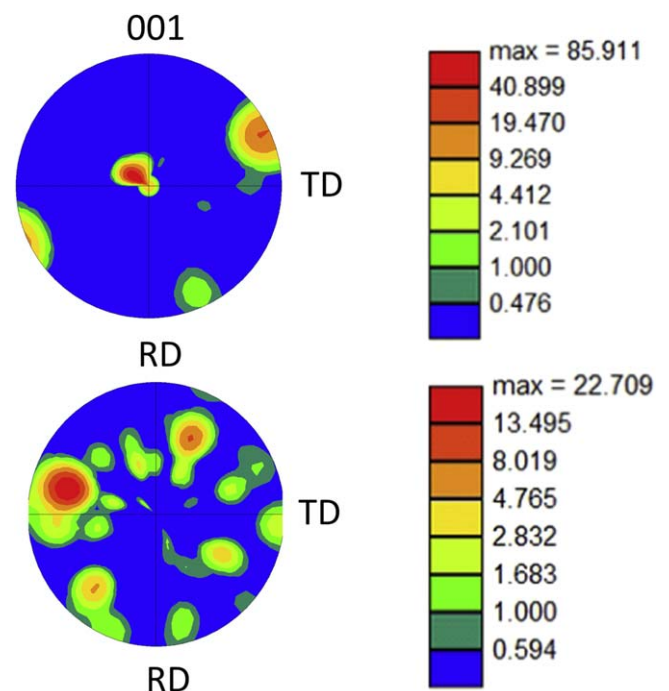 001
TD
RD
max = 85.911
40.899
19.470
9.269
4.412
2.101
1.000
0.476
TD
RD
max = 22.709
13.495
8.019
4.765
2.832
1.683
1.000
0.594